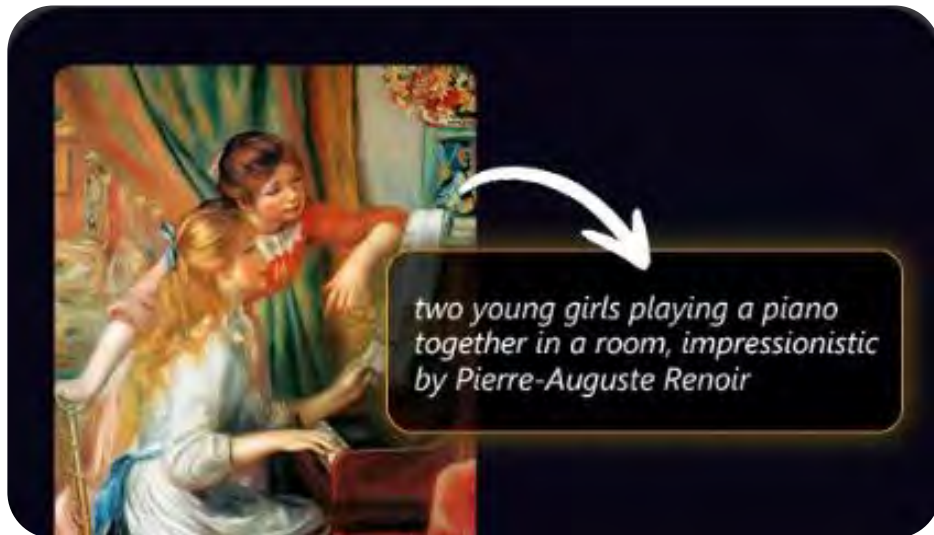 two young girls playing a piano
together in a room, impressionistic
by Pierre-Auguste Renoir